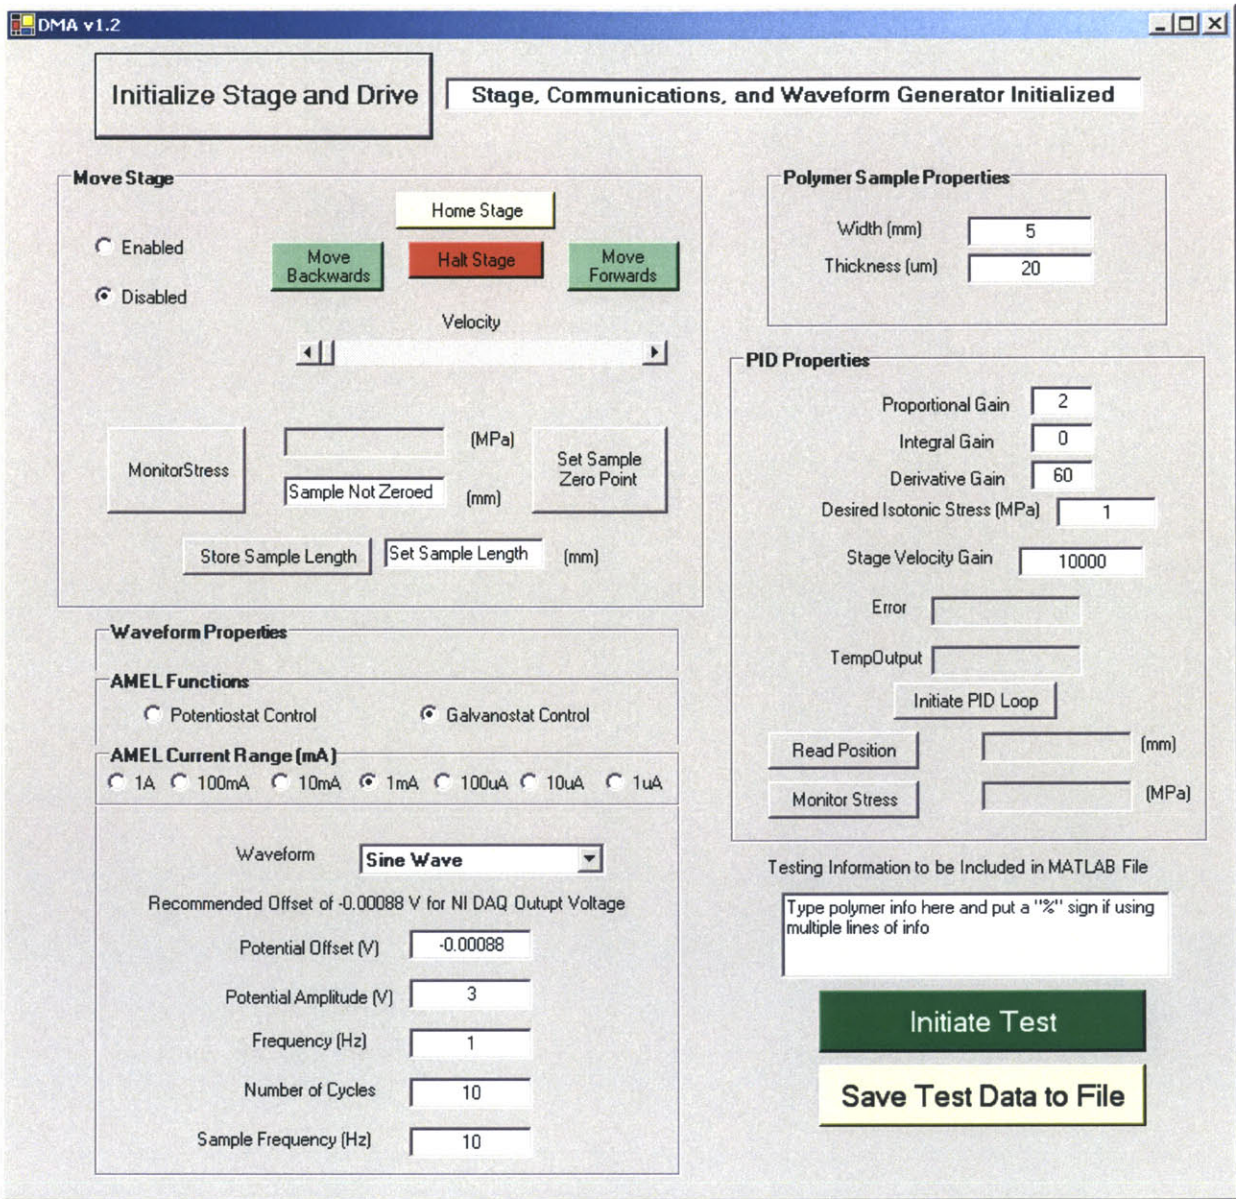 DMA v1.2
Initialize Stage and Drive
Stage, Communications, and Waveform Generator Initialized
Move Stage
Home Stage
Enabled
Move
Backwards
Halt Stage
Move
Forwards
Disabled
Velocity
MonitorStress
(MPa)
Set Sample
Zero Point
Sample Not Zeroed
(mm)
Store Sample Length
Set Sample Length
(mm)
Waveform Properties
AMEL Functions
Potentiostat Control
Galvanostat Control
AMEL Current Range (mA)
1A
100mA
10mA
1mA
100uA
10uA
1uA
Waveform
Sine Wave
Recommended Offset of -0.00088 V for NI DAQ Outupt Voltage
Potential Offset (V)
-0.00088
Potential Amplitude (V)
3
Frequency (Hz)
1
Number of Cycles
10
Sample Frequency (Hz)
10
Polymer Sample Properties
Width (mm)
5
Thickness (um)
20
PID Properties
Proportional Gain
2
Integral Gain
0
Derivative Gain
60
Desired Isotonic Stress (MPa)
1
Stage Velocity Gain
10000
Error
TempOutput
Initiate PID Loop
Read Position
(mm)
Monitor Stress
(MPa)
Testing Information to be Included in MATLAB File
Type polymer info here and put a "%" sign if using
multiple lines of info
Initiate Test
Save Test Data to File